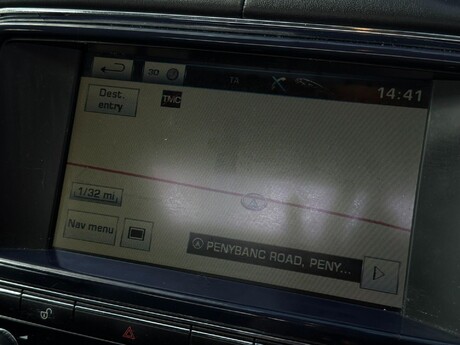 3D
TA
14:41
Dest.
entry
TMC
1/32 mi
Nav menu
PENYBANC ROAD, PENY...